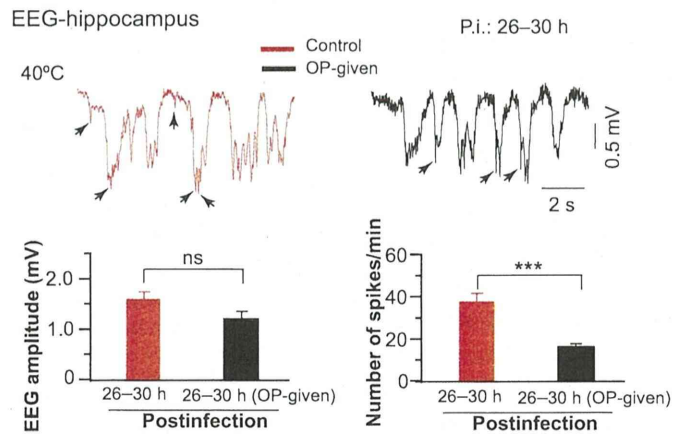 EEG-hippocampus
P.i.: 26–30 h
Control
OP-given
40ºC
0.5 mV
2 s
EEG amplitude (mV)
2.0
1.0
0
ns
26–30 h
26–30 h (OP-given)
Postinfection
Number of spikes/min
60
40
20
0
***
26–30 h
26–30 h (OP-given)
Postinfection